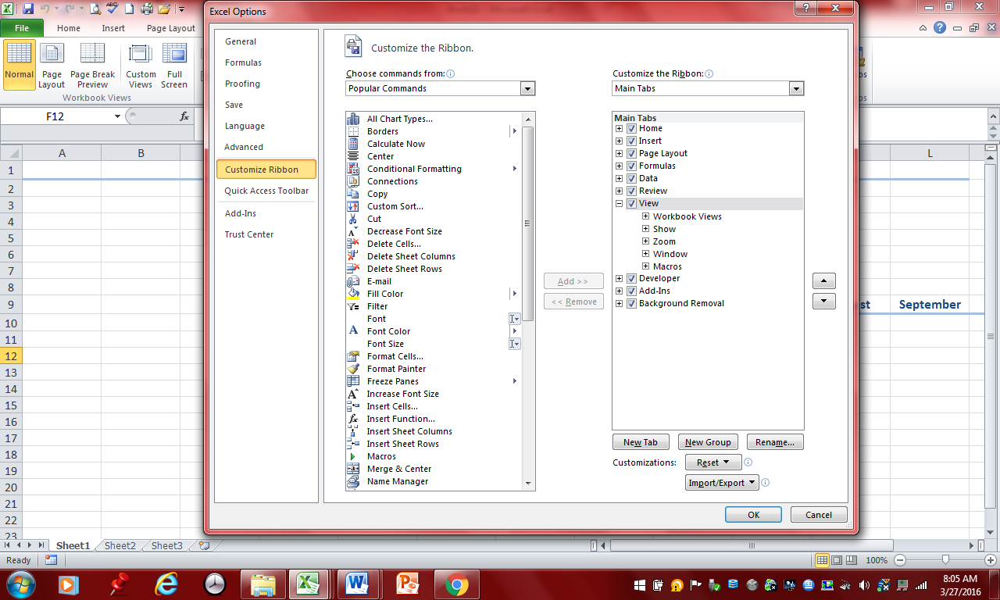 Excel Options
File
Home
Insert
Page Layout
Normal
Page Layout
Page Break Preview
Custom Views
Full Screen
Workbook Views
F12
fx
A
B
L
1
2
3
4
5
6
7
8
9
10
11
12
13
14
15
16
17
18
19
20
21
22
23
st
September
General
Formulas
Proofing
Save
Language
Advanced
Customize Ribbon
Quick Access Toolbar
Add-Ins
Trust Center
Customize the Ribbon.
Choose commands from:
Popular Commands
All Chart Types...
Borders
Calculate Now
Center
Conditional Formatting
Connections
Copy
Custom Sort...
Cut
Decrease Font Size
Delete Cells...
Delete Sheet Columns
Delete Sheet Rows
E-mail
Fill Color
Filter
Font
Font Color
Font Size
Format Cells...
Format Painter
Freeze Panes
Increase Font Size
Insert Cells...
Insert Function...
Insert Sheet Columns
Insert Sheet Rows
Macros
Merge & Center
Name Manager
Add >>
<< Remove
Customize the Ribbon:
Main Tabs
Main Tabs
Home
Insert
Page Layout
Formulas
Data
Review
View
Workbook Views
Show
Zoom
Window
Macros
Developer
Add-Ins
Background Removal
New Tab
New Group
Rename...
Customizations:
Reset
Import/Export
OK
Cancel
Sheet1
Sheet2
Sheet3
Ready
100%
8:05 AM
3/27/2016